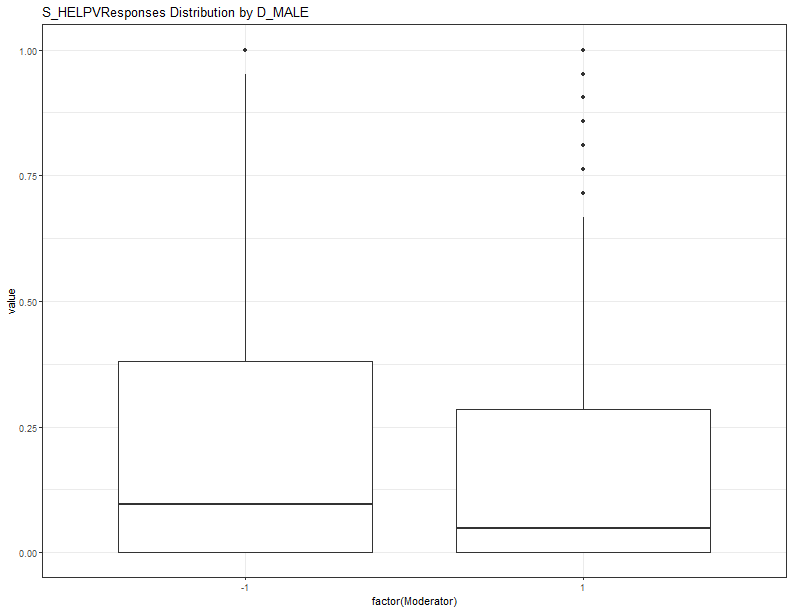 S_HELPVResponses Distribution by D_MALE
1.00
0.75
0.50
0.25
0.00
value
-1
1
factor(Moderator)